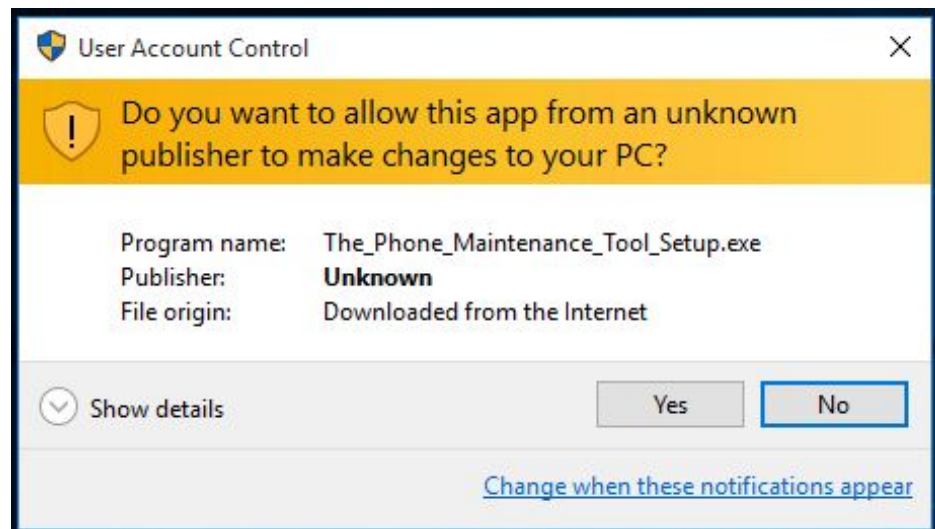 User Account Control
!
Do you want to allow this app from an unknown
publisher to make changes to your PC?
Program name: The_Phone_Maintenance_Tool_Setup.exe
Publisher: Unknown
File origin: Downloaded from the Internet
Show details
Yes
No
Change when these notifications appear